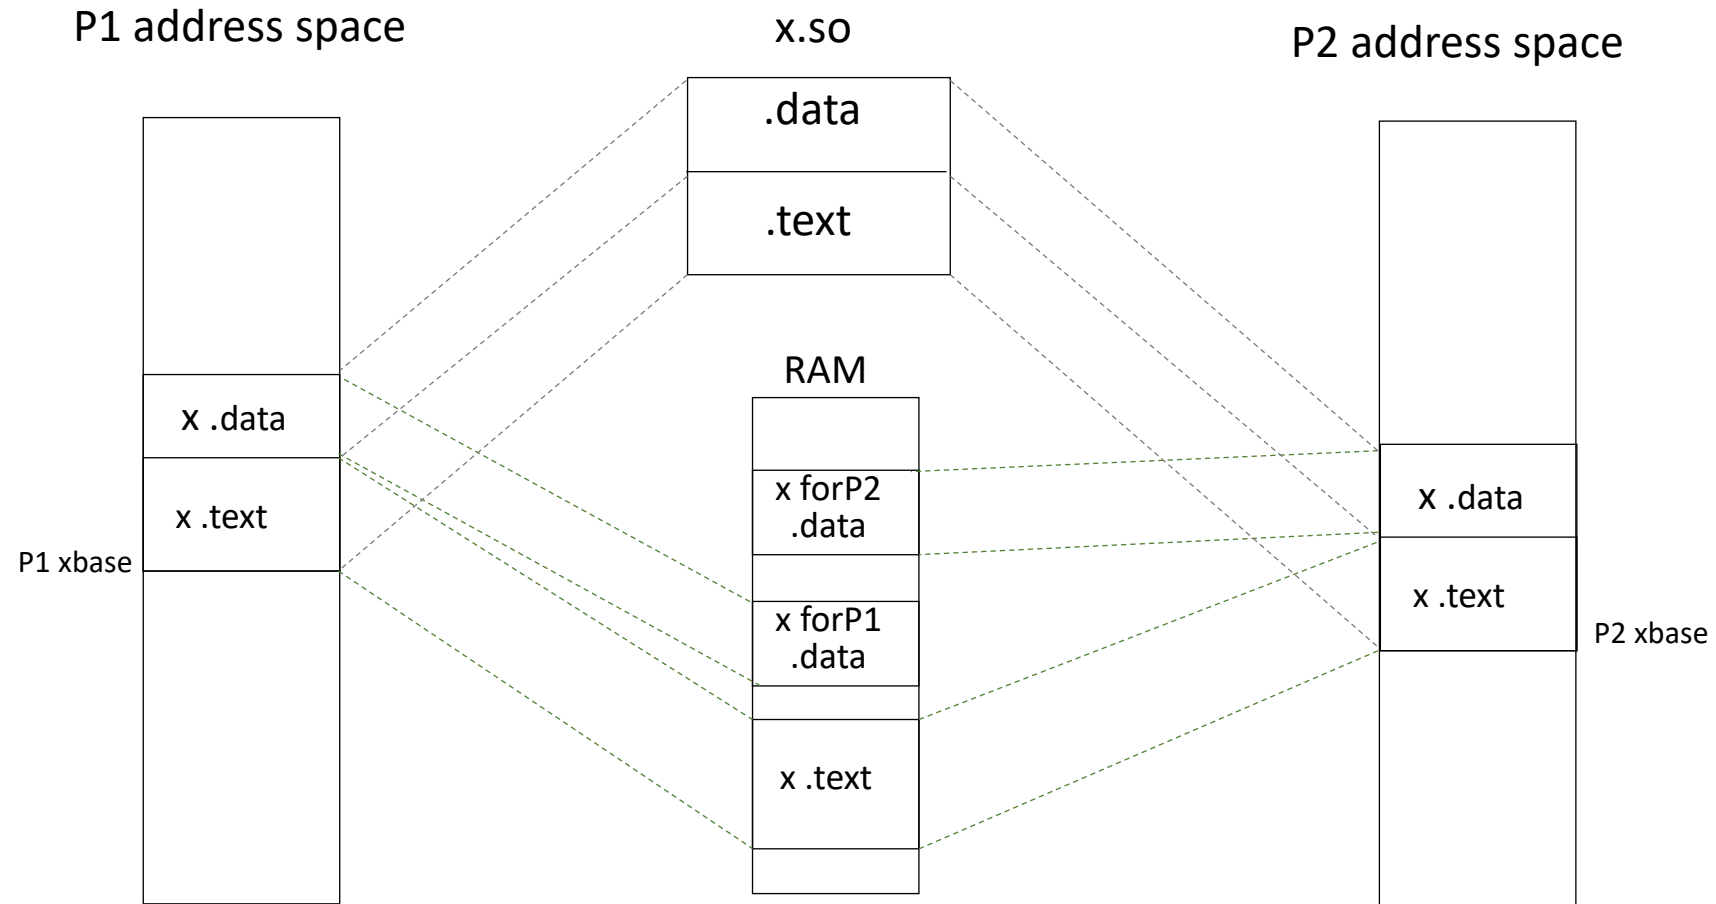 P1 address space
x.so
P2 address space
.data
.text
RAM
x .data
x .text
P1 xbase
x forP2
.data
x forP1
.data
x .text
x .data
x .text
P2 xbase